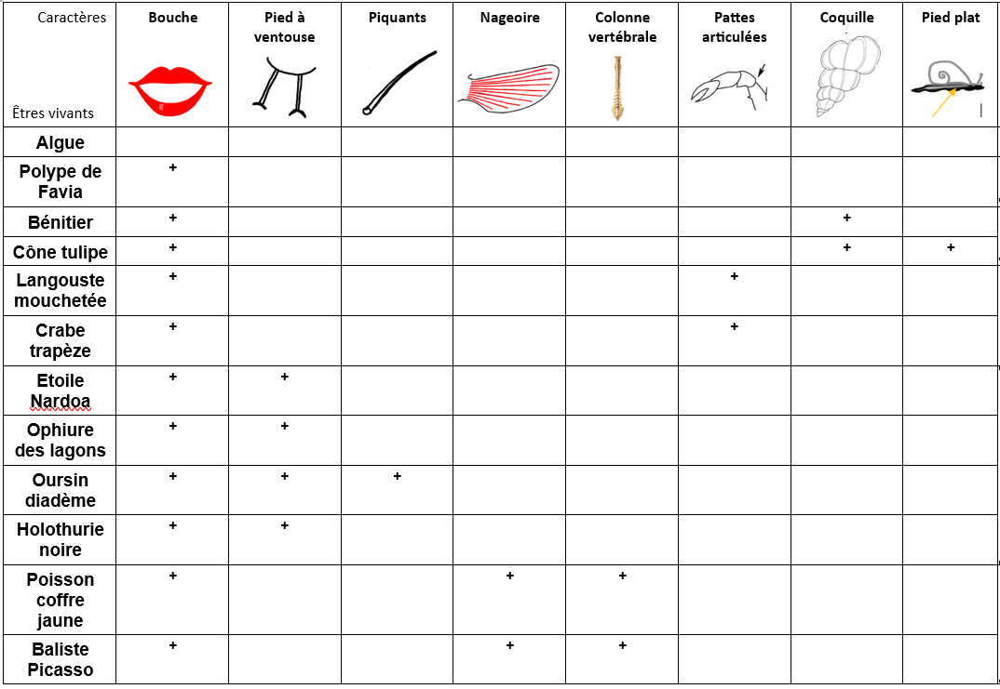 Caractères
Êtres vivants
Bouche
Pied à
ventouse
Piquants
Nageoire
Colonne
vertébrale
Pattes
articulées
Coquille
Pied plat
Algue
Polype de
Favia
+
Bénitier
+ +
Cône tulipe
+ + +
Langouste
mouchetée
+ +
Crabe
trapèze
+ +
Etoile
Nardoa
+ +
Ophiure
des lagons
+ +
Oursin
diadème
+ + +
Holothurie
noire
+ +
Poisson
coffre
jaune
+ + +
Baliste
Picasso
+ + +